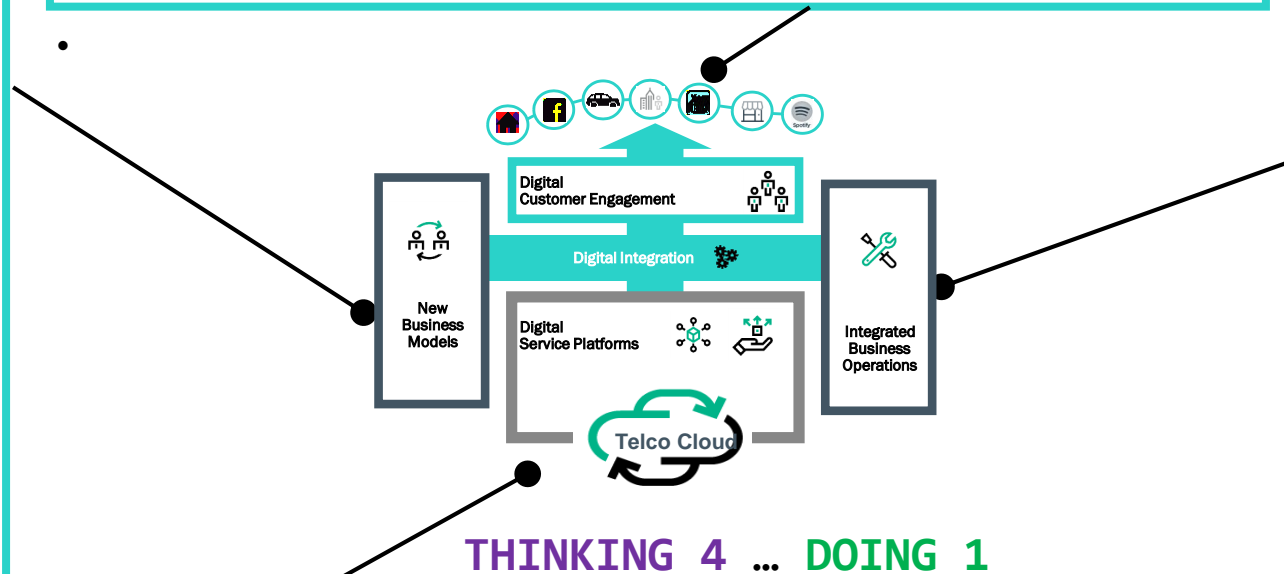 Spotify
Digital
Customer Engagement
Digital Integration
New
Business
Models
Digital
Service Platforms
Integrated
Business
Operations
Telco Cloud
THINKING 4 … DOING 1